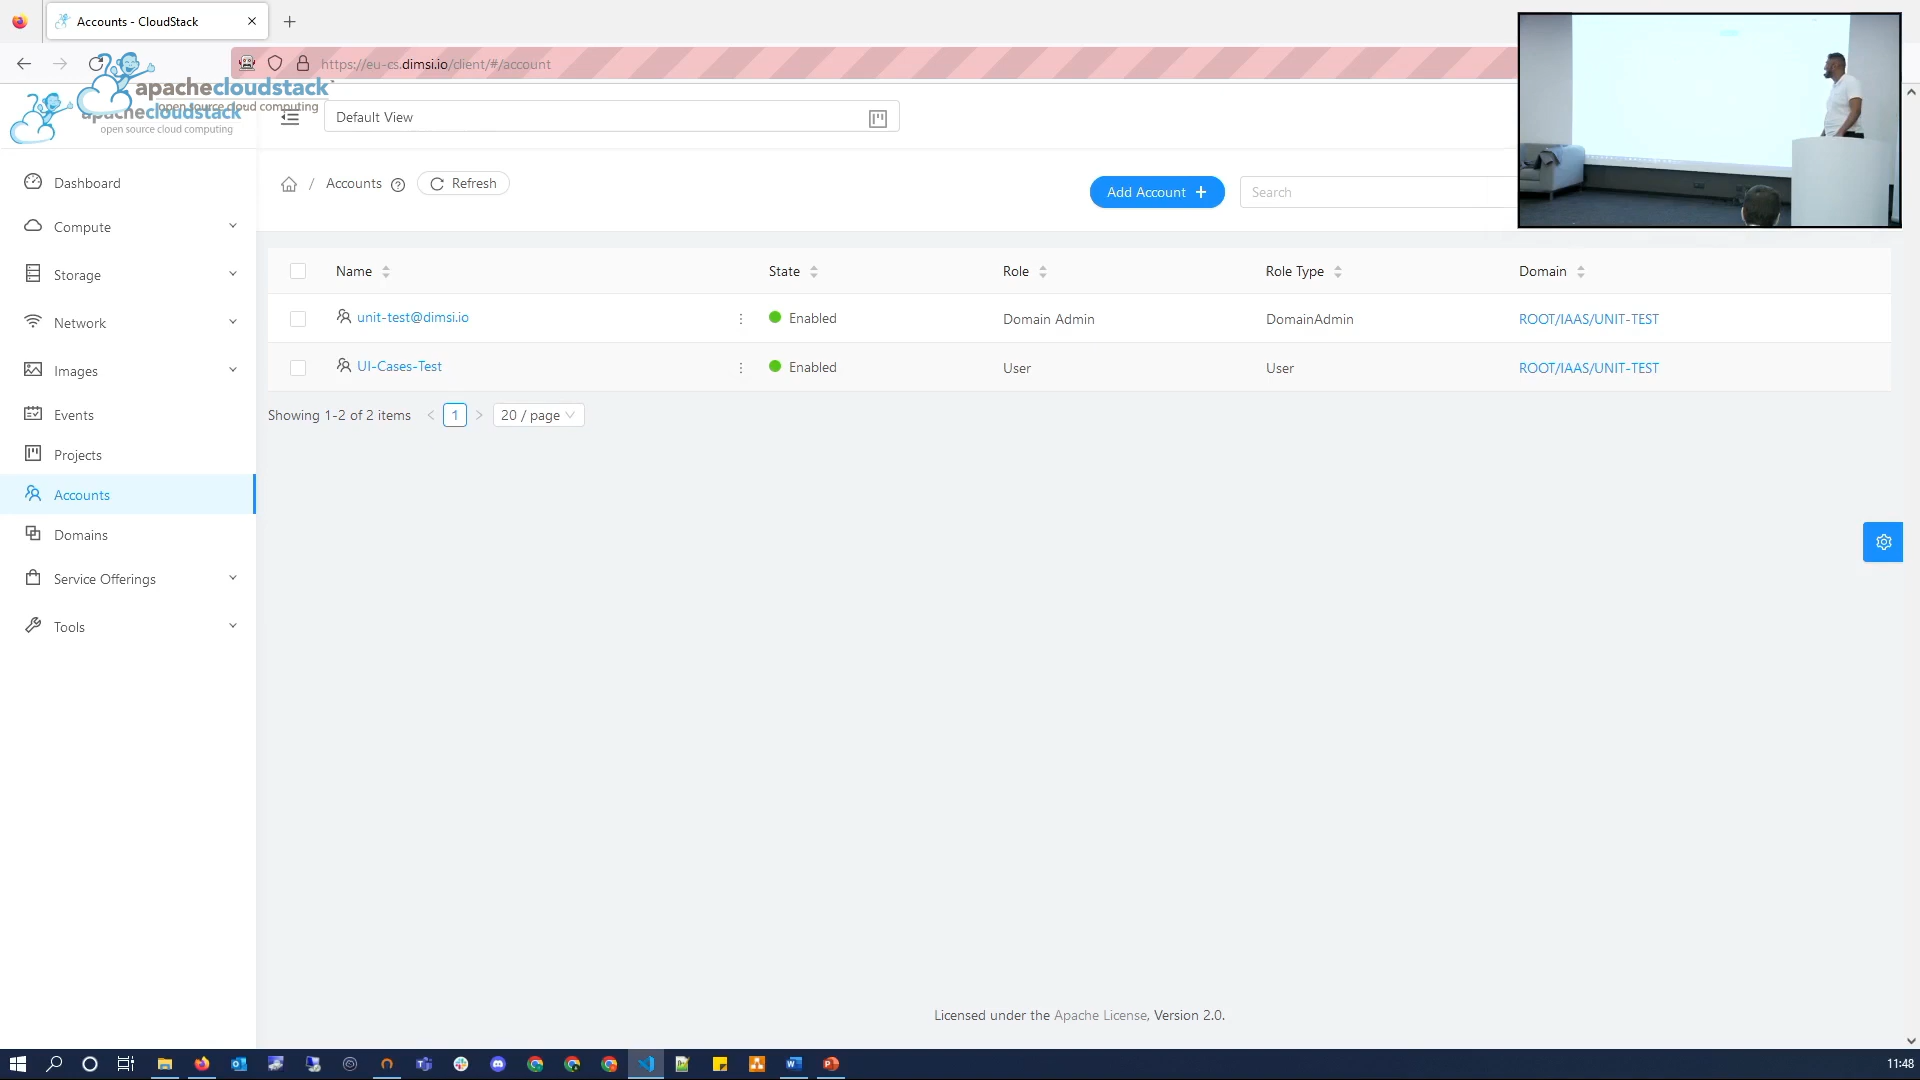 Accounts - CloudStack
https://eu-cs.dimsi.io/client/#/account
apachecloudstack
open source cloud computing
apachecloudstack
open source cloud computing
Default View
Dashboard
Compute
Storage
Network
Images
Events
Projects
Accounts
Domains
Service Offerings
Tools
/ Accounts Refresh
Add Account +
Search
Name State Role Role Type Domain
unit-test@dimsi.io Enabled Domain Admin DomainAdmin ROOT/IAAS/UNIT-TEST
UI-Cases-Test Enabled User User ROOT/IAAS/UNIT-TEST
Showing 1-2 of 2 items < 1 > 20 / page
Licensed under the Apache License, Version 2.0.
11:48